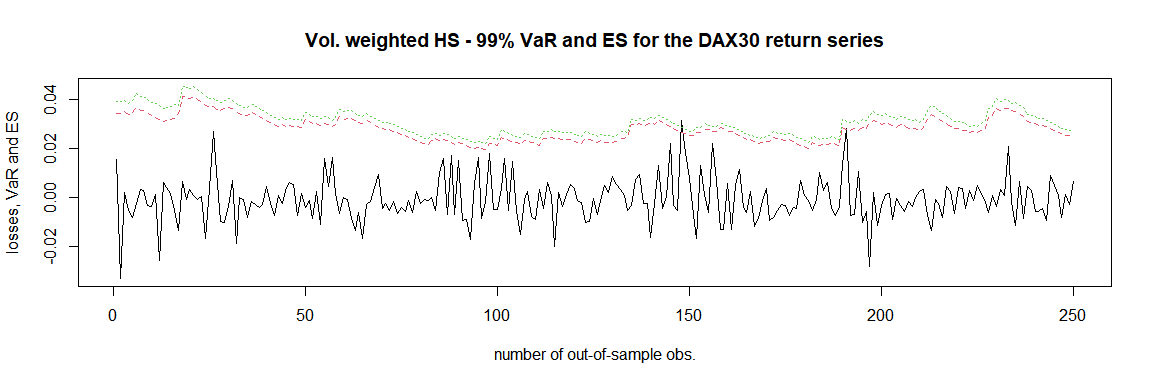 Vol. weighted HS - 99% VaR and ES for the DAX30 return series
losses, VaR and ES
0.04
0.02
0.00
-0.02
0 50 100 150 200 250
number of out-of-sample obs.